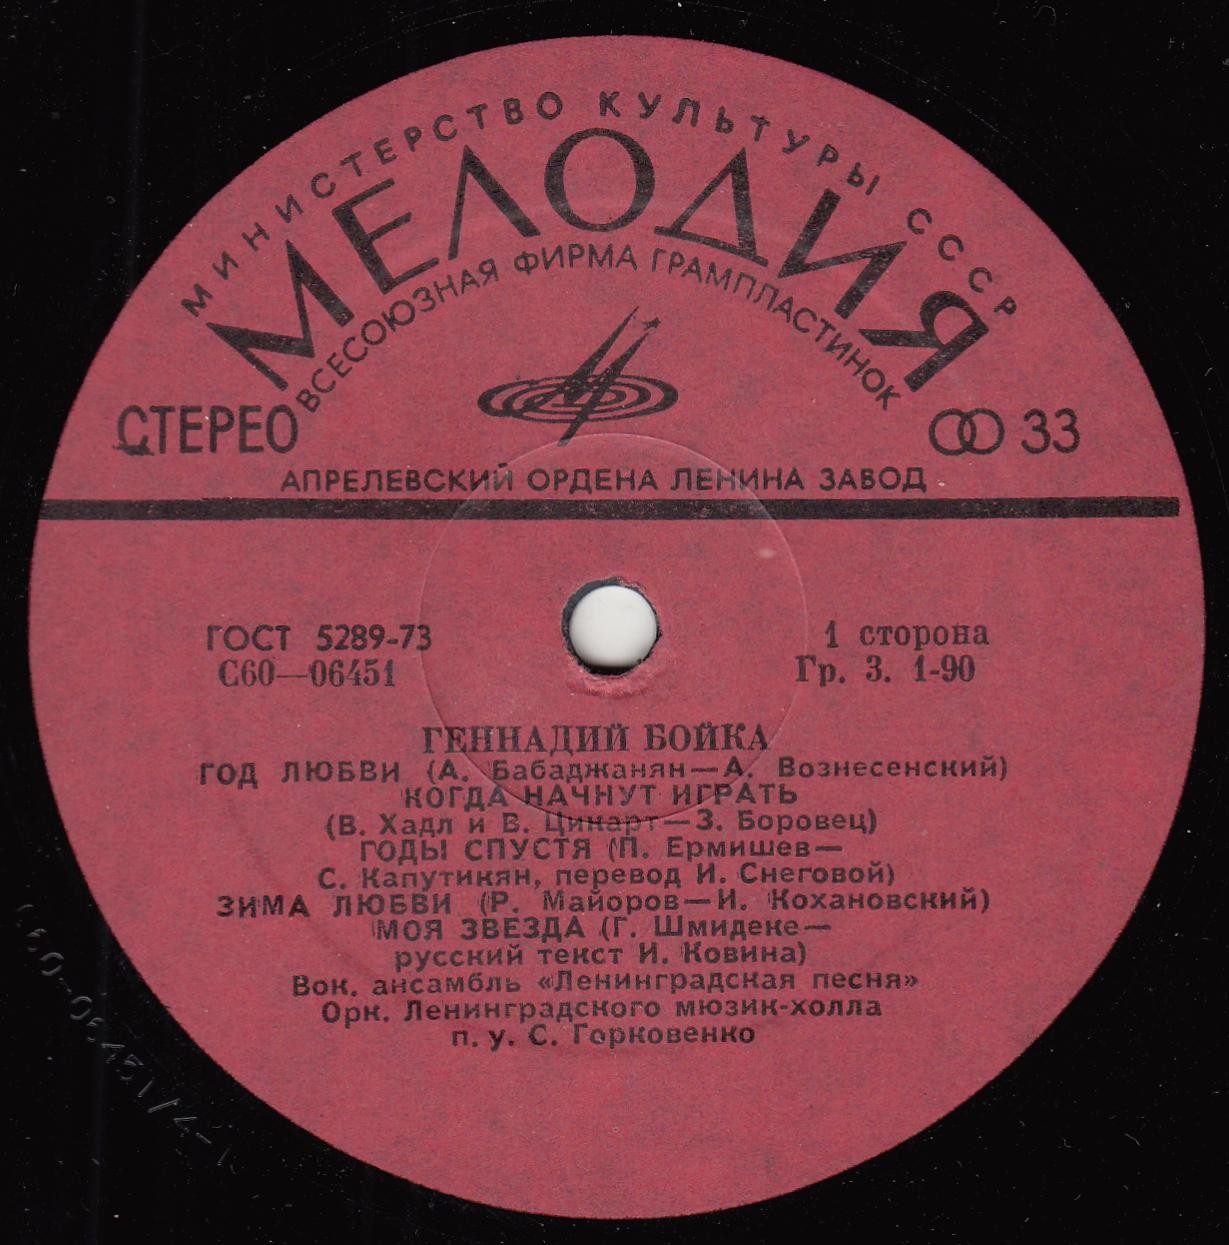 МИНИСТЕРСТВО КУЛЬТУРЫ СССР
МЕЛОДИЯ
ВСЕСОЮЗНАЯ ФИРМА ГРАМПЛАСТИНОК
СТЕРЕО
33
АПРЕЛЕВСКИЙ ОРДЕНА ЛЕНИНА ЗАВОД
ГОСТ 5289-73
1 сторона
С60—06451
Гр. 3. 1-90
ГЕННАДИЙ БОЙКА
ГОД ЛЮБВИ (А. Бабаджанян—А. Вознесенский)
КОГДА НАЧНУТ ИГРАТЬ
(В. Хадл и В. Цикарт—З. Боровец)
ГОДЫ СПУСТЯ (П. Ермишев—
С. Капутикян, перевод И. Снеговой)
ЗИМА ЛЮБВИ (Р. Майоров—И. Кохановский)
МОЯ ЗВЕЗДА (Г. Шмидеке—
русский текст И. Ковина)
Вок. ансамбль «Ленинградская песня»
Орк. Ленинградского мюзик-холла
п. у. С. Горковенко